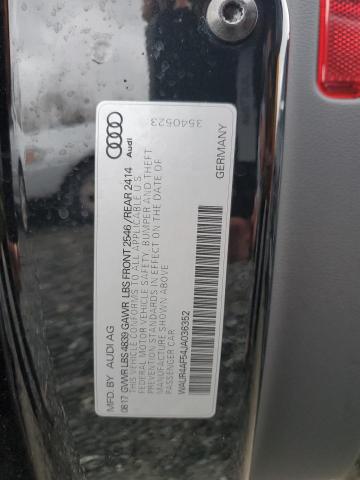 3540523
Audi
GERMANY
MFD. BY AUDI AG
08.17 GVWR LBS 4839 GAWR LBS FRONT 2546 / REAR 2414
THIS VEHICLE CONFORMS TO ALL APPLICABLE U.S.
FEDERAL MOTOR VEHICLE SAFETY, BUMPER AND THEFT
PREVENTION STANDARDS IN EFFECT ON THE DATE OF
MANUFACTURE SHOWN ABOVE
PASSENGER CAR
WAUR4AF54JA036352